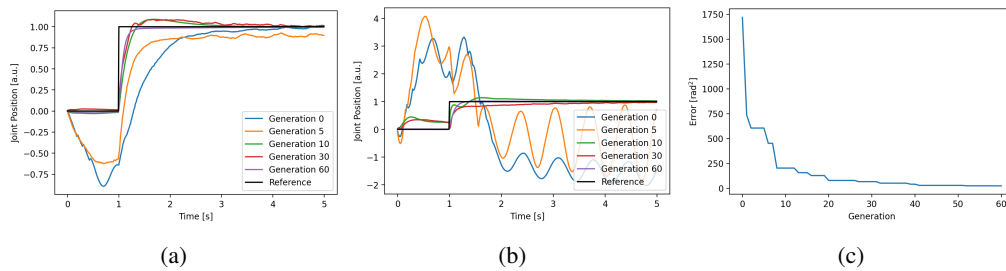 Joint Position [a.u.]
1.00
0.75
0.50
0.25
0.00
−0.25
−0.50
−0.75
Generation 0
Generation 5
Generation 10
Generation 30
Generation 60
Reference
0 1 2 3 4 5
Time [s]
(a)
Joint Position [a.u.]
4
3
2
1
0
−1
−2
Generation 0
Generation 5
Generation 10
Generation 30
Generation 60
Reference
0 1 2 3 4 5
Time [s]
(b)
Error [rad²]
1750
1500
1250
1000
750
500
250
0
0 10 20 30 40 50 60
Generation
(c)